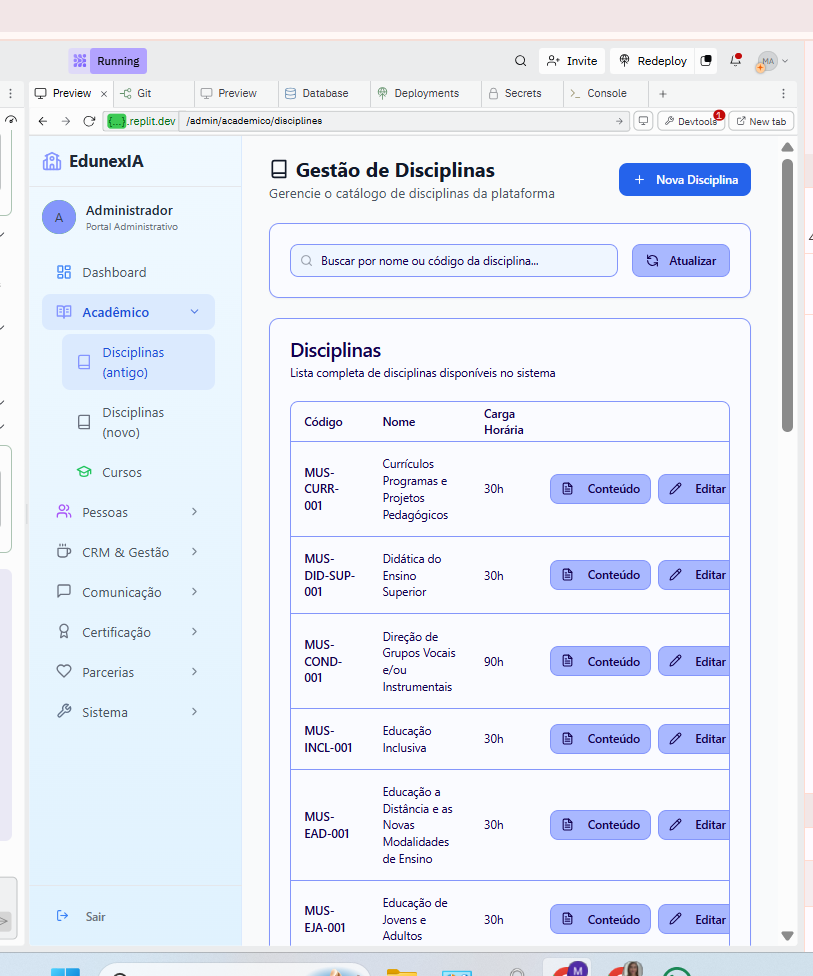 Running
Invite
Redeploy
MA
Preview
Git
Preview
Database
Deployments
Secrets
Console
{...}.replit.dev
/admin/academico/disciplines
Devtools
1
New tab
EdunexIA
A
Administrador
Portal Administrativo
Dashboard
Acadêmico
Disciplinas
(antigo)
Disciplinas
(novo)
Cursos
Pessoas
CRM & Gestão
Comunicação
Certificação
Parcerias
Sistema
Sair
Gestão de Disciplinas
Gerencie o catálogo de disciplinas da plataforma
+ Nova Disciplina
Buscar por nome ou código da disciplina...
Atualizar
Disciplinas
Lista completa de disciplinas disponíveis no sistema
Código
Nome
Carga
Horária
MUS-
CURR-
001
Currículos
Programas e
Projetos
Pedagógicos
30h
Conteúdo
Editar
MUS-
DID-SUP-
001
Didática do
Ensino
Superior
30h
Conteúdo
Editar
MUS-
COND-
001
Direção de
Grupos Vocais
e/ou
Instrumentais
90h
Conteúdo
Editar
MUS-
INCL-001
Educação
Inclusiva
30h
Conteúdo
Editar
MUS-
EAD-001
Educação a
Distância e as
Novas
Modalidades
de Ensino
30h
Conteúdo
Editar
MUS-
EJA-001
Educação de
Jovens e
Adultos
30h
Conteúdo
Editar
M